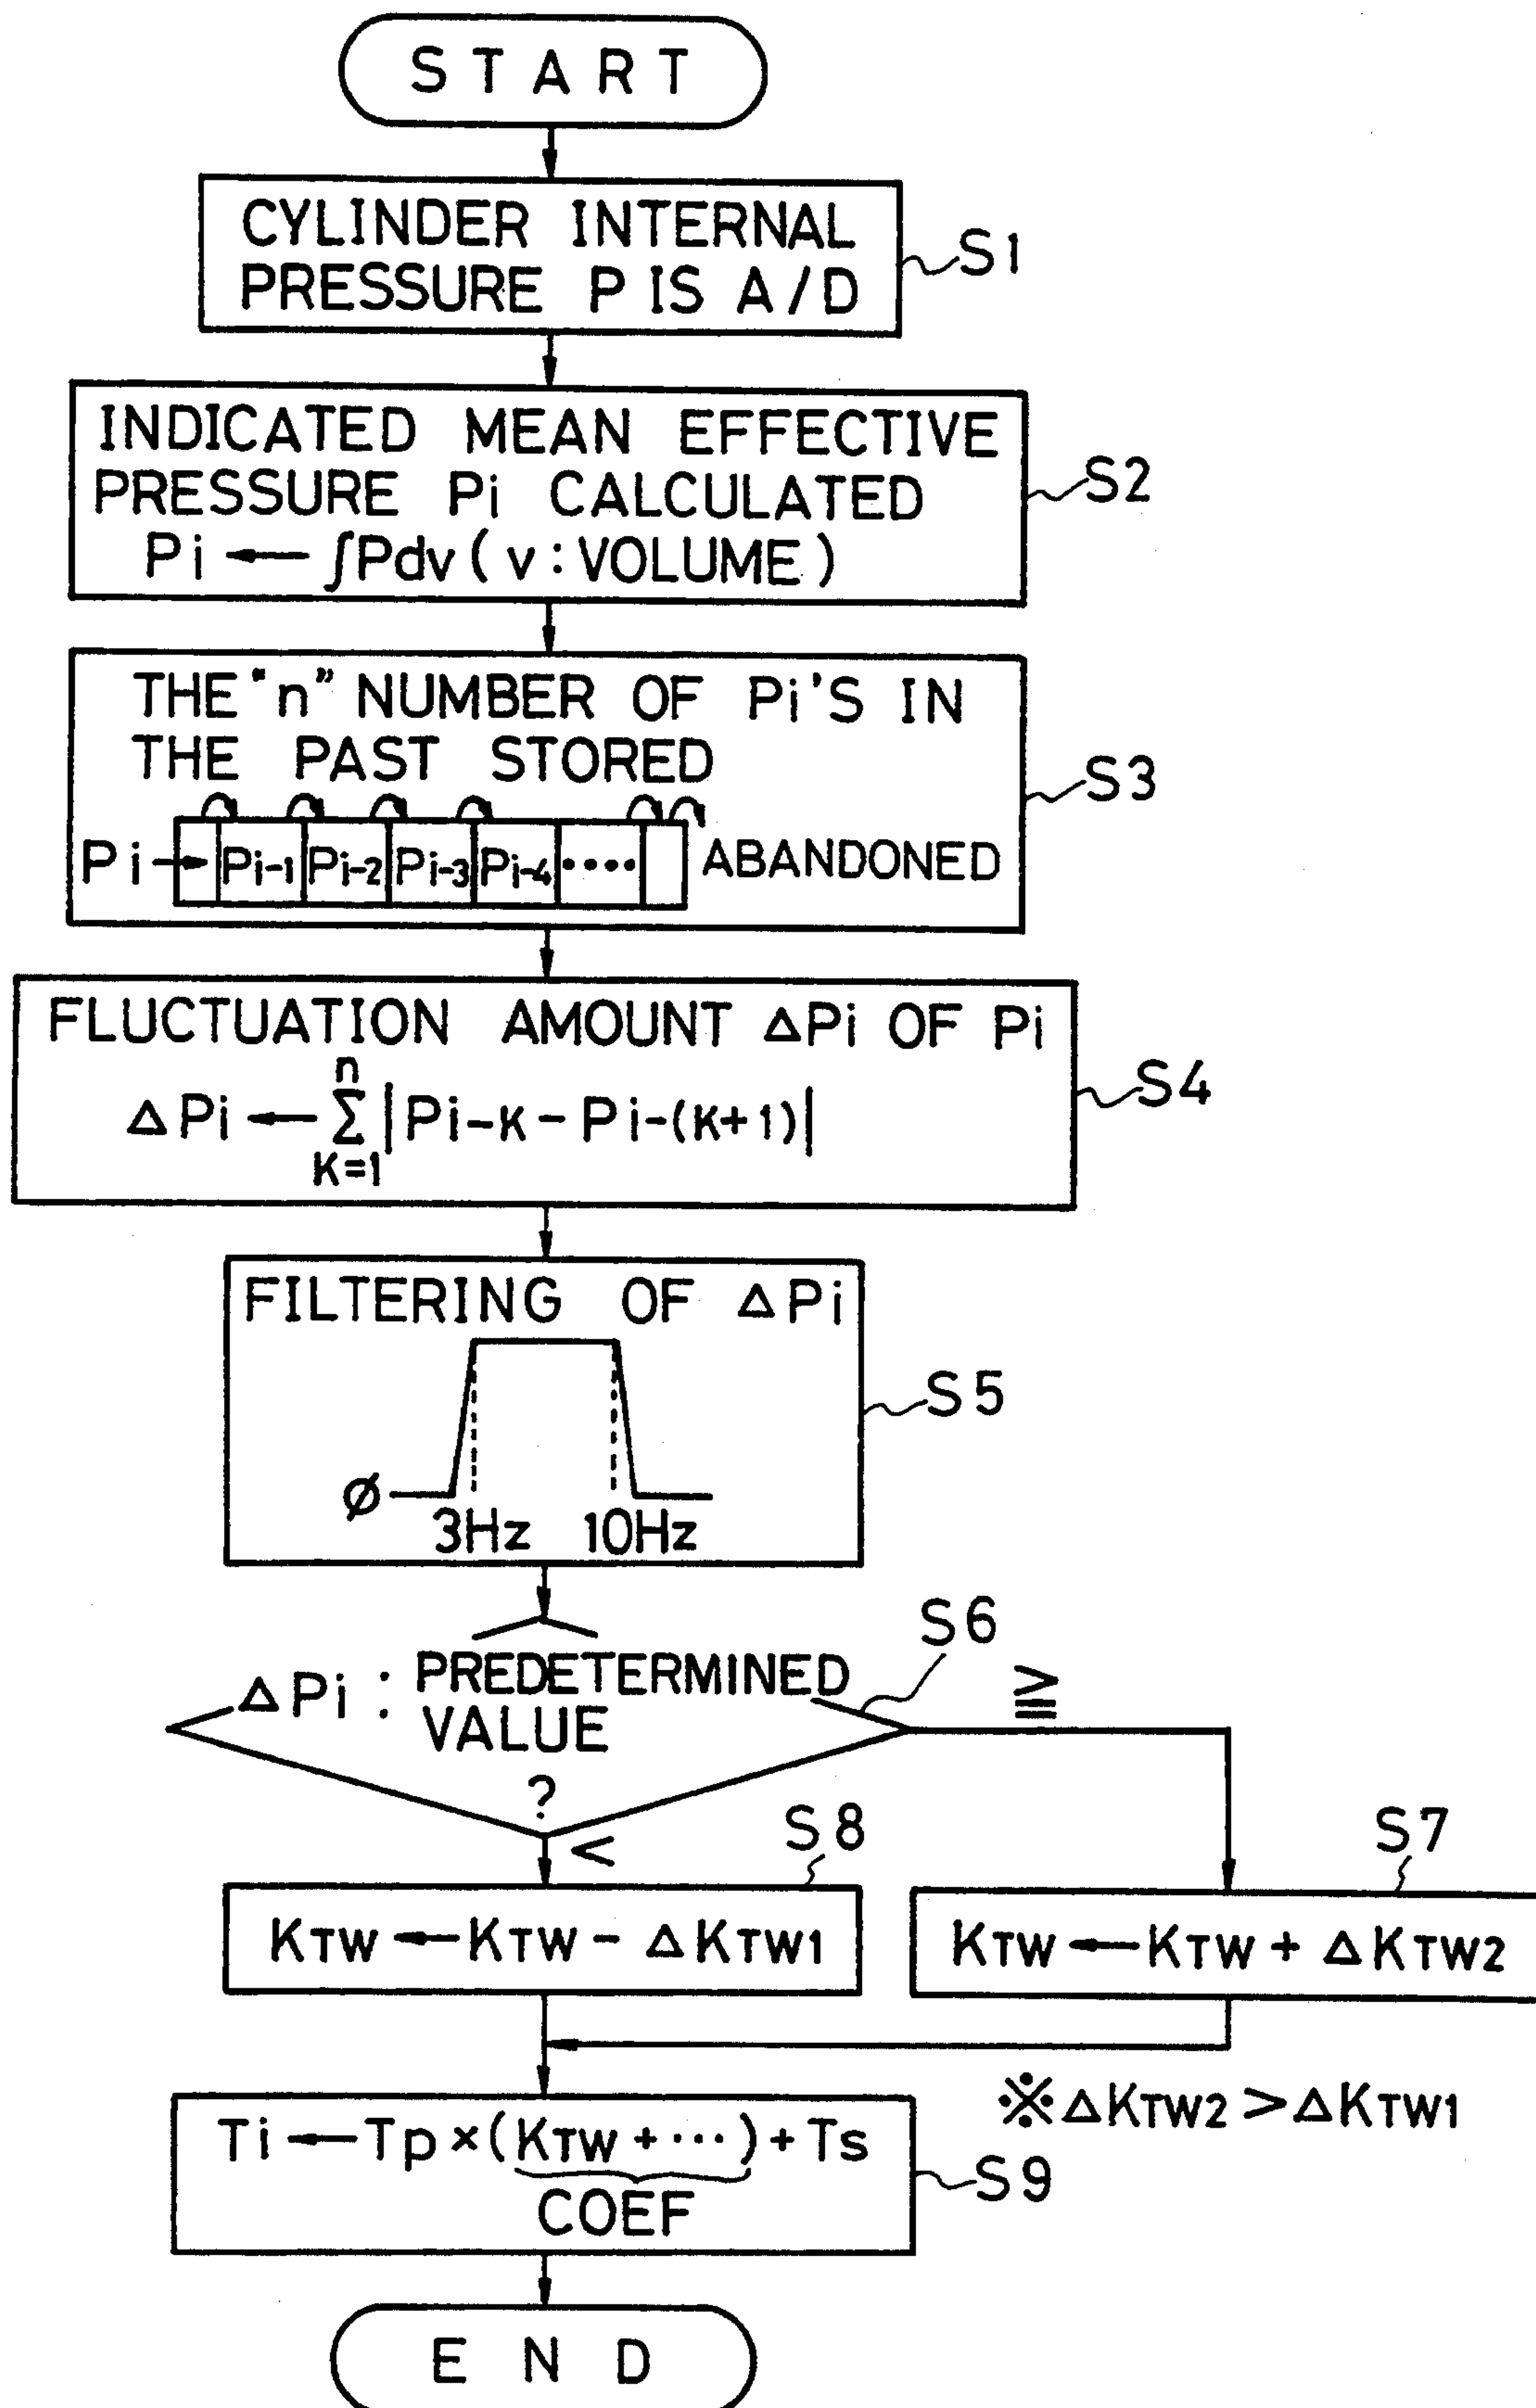 START
CYLINDER INTERNAL
PRESSURE P IS A/D
S1
INDICATED MEAN EFFECTIVE
PRESSURE Pi CALCULATED
Pi ← ∫Pdv ( v : VOLUME )
S2
THE "n" NUMBER OF Pi'S IN
THE PAST STORED
Pi → Pi-1 Pi-2 Pi-3 Pi-4 •••• ABANDONED
S3
FLUCTUATION AMOUNT ΔPi OF Pi
n
Δ Pi ← Σ |Pi-K - Pi-(K+1)|
K=1
S4
FILTERING OF ΔPi
S5
ø
3Hz 10Hz
S6
ΔPi : PREDETERMINED
VALUE
?
≧
<
S8
KTW ← KTW - ΔKTW1
S7
KTW ← KTW + ΔKTW2
※ΔKTW2 > ΔKTW1
Ti ← Tp × (KTW + ···) + Ts
COEF
S9
END